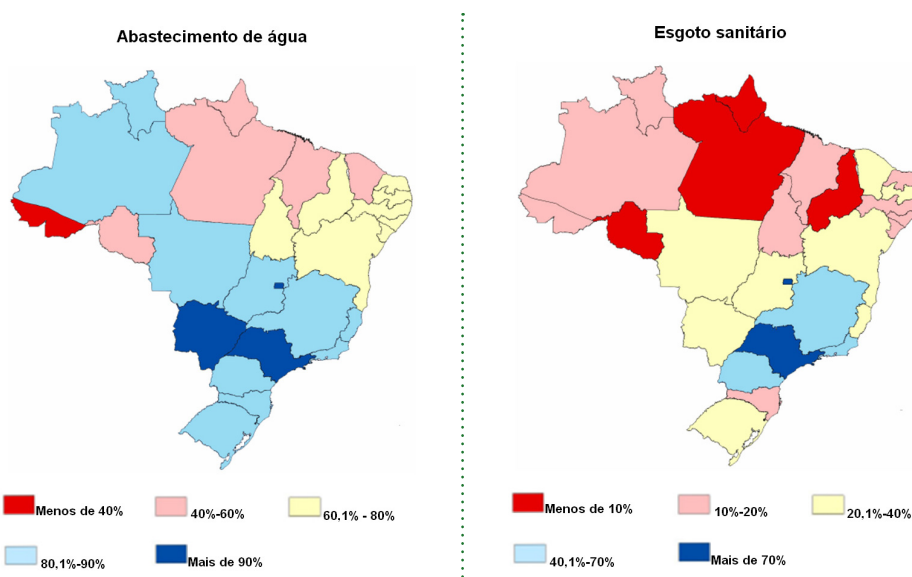 Abastecimento de água
Menos de 40%
40%-60%
60,1% - 80%
80,1%-90%
Mais de 90%
Esgoto sanitário
Menos de 10%
10%-20%
20,1%-40%
40,1%-70%
Mais de 70%